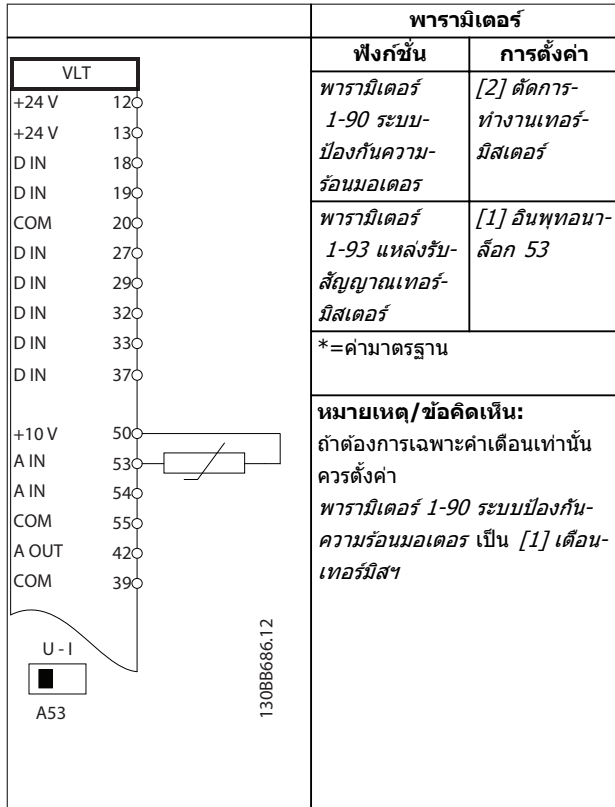 VLT
+24 V 12
+24 V 13
D IN 18
D IN 19
COM 20
D IN 27
D IN 29
D IN 32
D IN 33
D IN 37
+10 V 50
A IN 53
A IN 54
COM 55
A OUT 42
COM 39
U - I
A53
130BB686.12
พารามิเตอร์
ฟังก์ชั่น การตั้งค่า
พารามิเตอร์ [2] ตัดการ-
1-90 ระบบ- ทำงานเทอร์-
ป้องกันความ- มิสเตอร์
ร้อนมอเตอร
พารามิเตอร์ [1] อินพุทอนา-
1-93 แหล่งรับ- ล็อก 53
สัญญาณเทอร์-
มิสเตอร์
*=ค่ามาตรฐาน
หมายเหตุ/ข้อคิดเห็น:
ถ้าต้องการเฉพาะคำเตือนเท่านั้น
ควรตั้งค่า
พารามิเตอร์ 1-90 ระบบป้องกัน-
ความร้อนมอเตอร เป็น [1] เตือน-
เทอร์มิสฯ